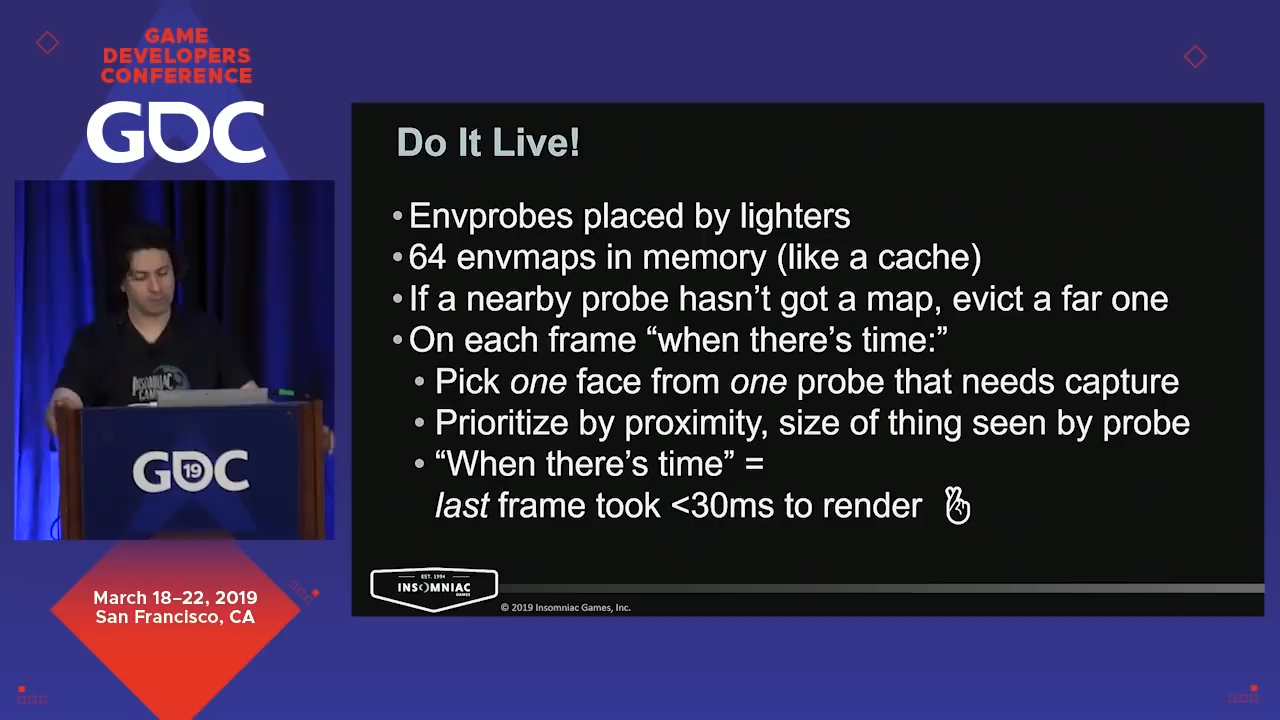 GAME
DEVELOPERS
CONFERENCE
GDC
INSOMNIAC
GDC
19
March 18–22, 2019
San Francisco, CA
Do It Live!
•Envprobes placed by lighters
•64 envmaps in memory (like a cache)
•If a nearby probe hasn’t got a map, evict a far one
•On each frame “when there’s time:”
• Pick one face from one probe that needs capture
• Prioritize by proximity, size of thing seen by probe
• “When there’s time” =
last frame took <30ms to render
EST. 1994
INSOMNIAC
GAMES
© 2019 Insomniac Games, Inc.